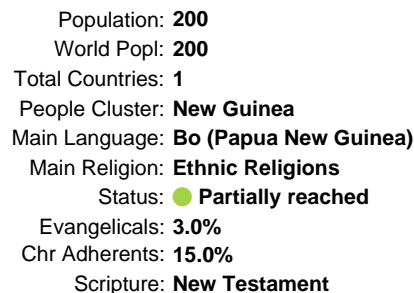 Population: 200
World Popl: 200
Total Countries: 1
People Cluster: New Guinea
Main Language: Bo (Papua New Guinea)
Main Religion: Ethnic Religions
Status: Partially reached
Evangelicals: 3.0%
Chr Adherents: 15.0%
Scripture: New Testament